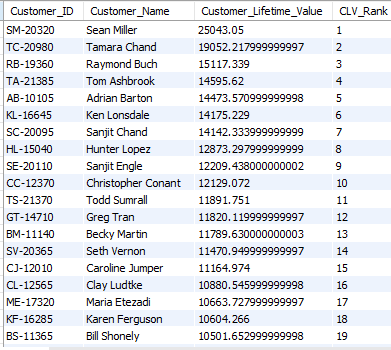 Customer_ID Customer_Name Customer_Lifetime_Value CLV_Rank
SM-20320 Sean Miller 25043.05 1
TC-20980 Tamara Chand 19052.217999999997 2
RB-19360 Raymond Buch 15117.339 3
TA-21385 Tom Ashbrook 14595.62 4
AB-10105 Adrian Barton 14473.570999999998 5
KL-16645 Ken Lonsdale 14175.229 6
SC-20095 Sanjit Chand 14142.333999999999 7
HL-15040 Hunter Lopez 12873.297999999999 8
SE-20110 Sanjit Engle 12209.438000000002 9
CC-12370 Christopher Conant 12129.072 10
TS-21370 Todd Sumrall 11891.751 11
GT-14710 Greg Tran 11820.119999999997 12
BM-11140 Becky Martin 11789.630000000003 13
SV-20365 Seth Vernon 11470.949999999997 14
CJ-12010 Caroline Jumper 11164.974 15
CL-12565 Clay Ludtke 10880.545999999998 16
ME-17320 Maria Etezadi 10663.727999999997 17
KF-16285 Karen Ferguson 10604.266 18
BS-11365 Bill Shonely 10501.652999999998 19